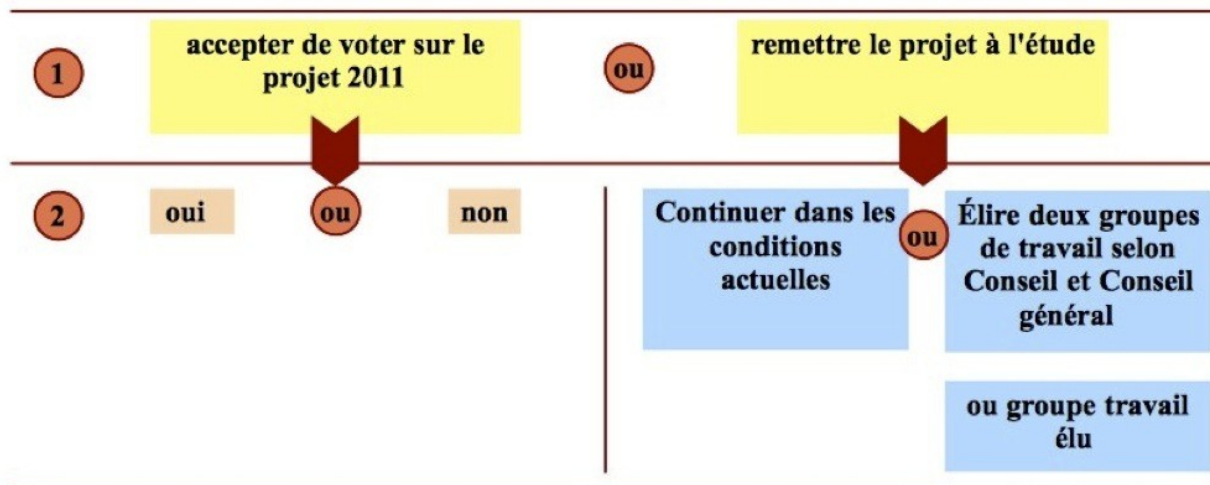 1
accepter de voter sur le
projet 2011
ou
remettre le projet à l'étude
2
oui
ou
non
Continuer dans les
conditions
actuelles
ou
Élire deux groupes
de travail selon
Conseil et Conseil
général
ou groupe travail
élu